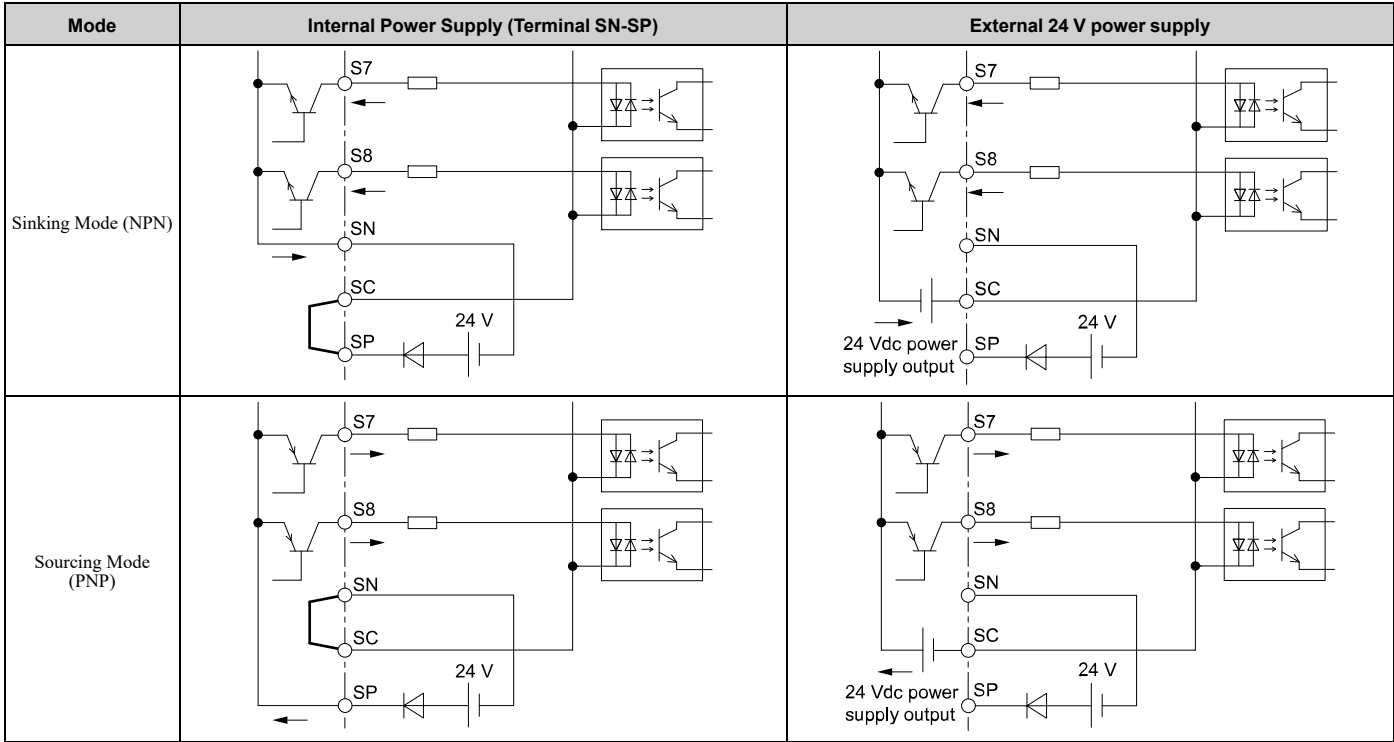 Mode
Internal Power Supply (Terminal SN-SP)
External 24 V power supply
Sinking Mode (NPN)
S7
S8
SN
SC
24 V
SP
S7
S8
SN
SC
24 V
24 Vdc power
supply output
SP
Sourcing Mode
(PNP)
S7
S8
SN
SC
24 V
SP
S7
S8
SN
SC
24 V
24 Vdc power
supply output
SP